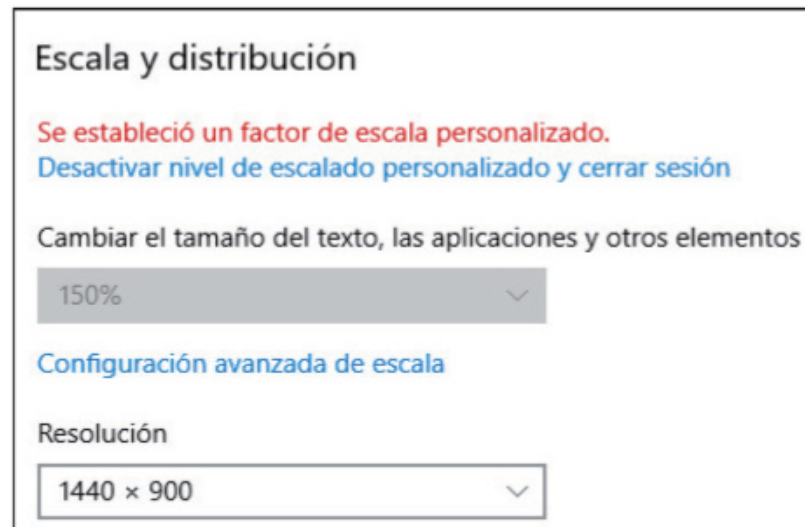 Escala y distribución
Se estableció un factor de escala personalizado.
Desactivar nivel de escalado personalizado y cerrar sesión
Cambiar el tamaño del texto, las aplicaciones y otros elementos
150%
Configuración avanzada de escala
Resolución
1440 × 900